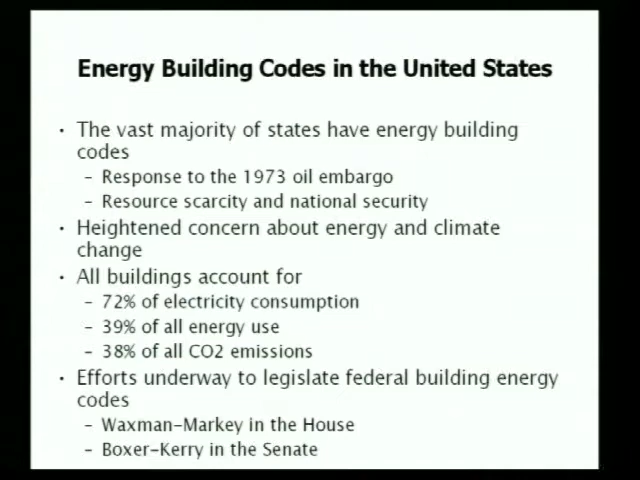 Energy Building Codes in the United States
· The vast majority of states have energy building
codes
– Response to the 1973 oil embargo
– Resource scarcity and national security
· Heightened concern about energy and climate
change
· All buildings account for
– 72% of electricity consumption
– 39% of all energy use
– 38% of all CO2 emissions
· Efforts underway to legislate federal building energy
codes
– Waxman–Markey in the House
– Boxer–Kerry in the Senate